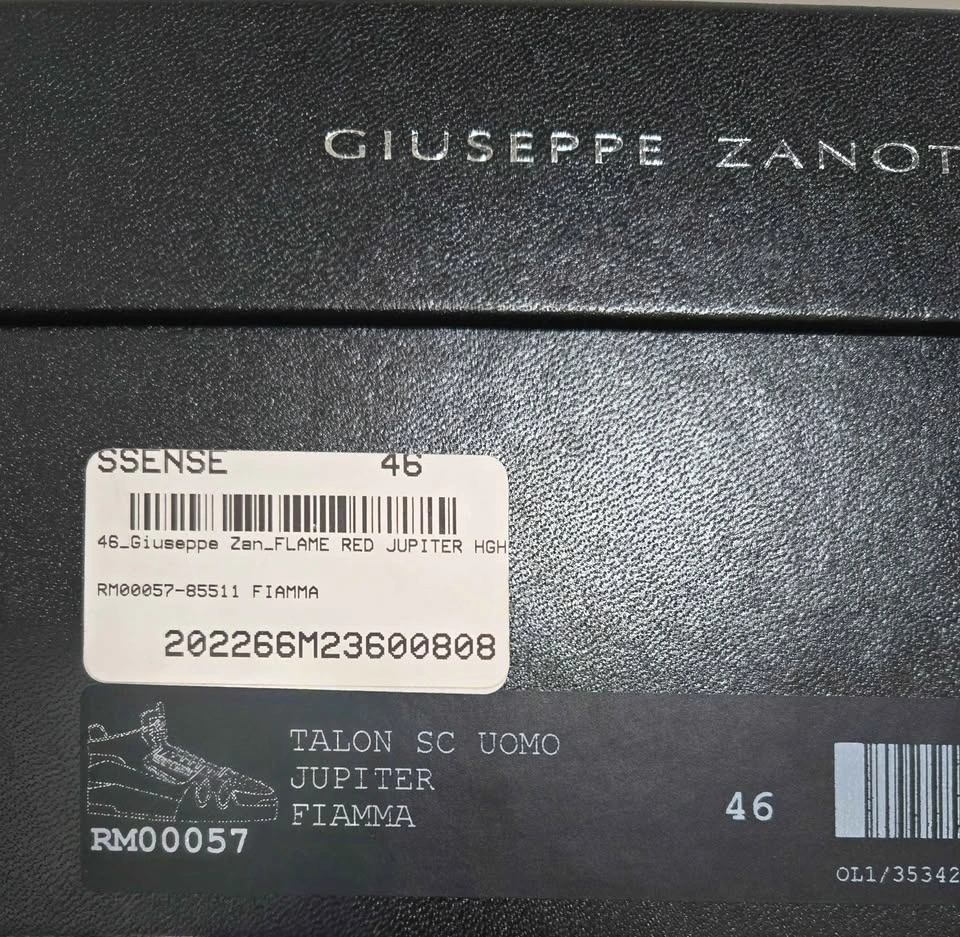 GIUSEPPE ZANOT
SSENSE 46
46_Giuseppe Zan_FLAME RED JUPITER HGH
RM00057-85511 FIAMMA
202266M23600808
TALON SC UOMO
JUPITER
FIAMMA
46
RM00057
OL1/35342